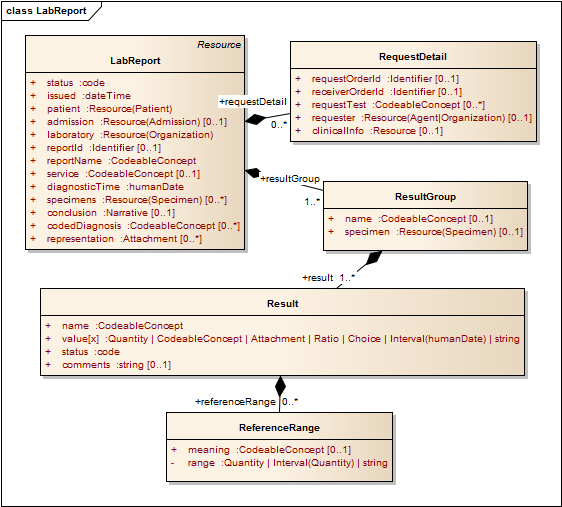 class LabReport
Resource
LabReport
+ status :code
+ issued :dateTime
+ patient :Resource(Patient)
+ admission :Resource(Admission) [0..1]
+ laboratory :Resource(Organization)
+ reportId :Identifier [0..1]
+ reportName :CodeableConcept
+ service :CodeableConcept [0..1]
+ diagnosticTime :humanDate
+ specimens :Resource(Specimen) [0..*]
+ conclusion :Narrative [0..1]
+ codedDiagnosis :CodeableConcept [0..*]
+ representation :Attachment [0..*]
+requestDetail
0..*
RequestDetail
+ requestOrderId :Identifier [0..1]
+ receiverOrderId :Identifier [0..1]
+ requestTest :CodeableConcept [0..*]
+ requester :Resource(Agent|Organization) [0..1]
+ clinicalInfo :Resource [0..1]
+resultGroup
1..*
ResultGroup
+ name :CodeableConcept [0..1]
+ specimen :Resource(Specimen) [0..1]
+result 1..*
Result
+ name :CodeableConcept
+ value[x] :Quantity | CodeableConcept | Attachment | Ratio | Choice | Interval(humanDate) | string
+ status :code
+ comments :string [0..1]
+referenceRange 0..*
ReferenceRange
+ meaning :CodeableConcept [0..1]
- range :Quantity | Interval(Quantity) | string